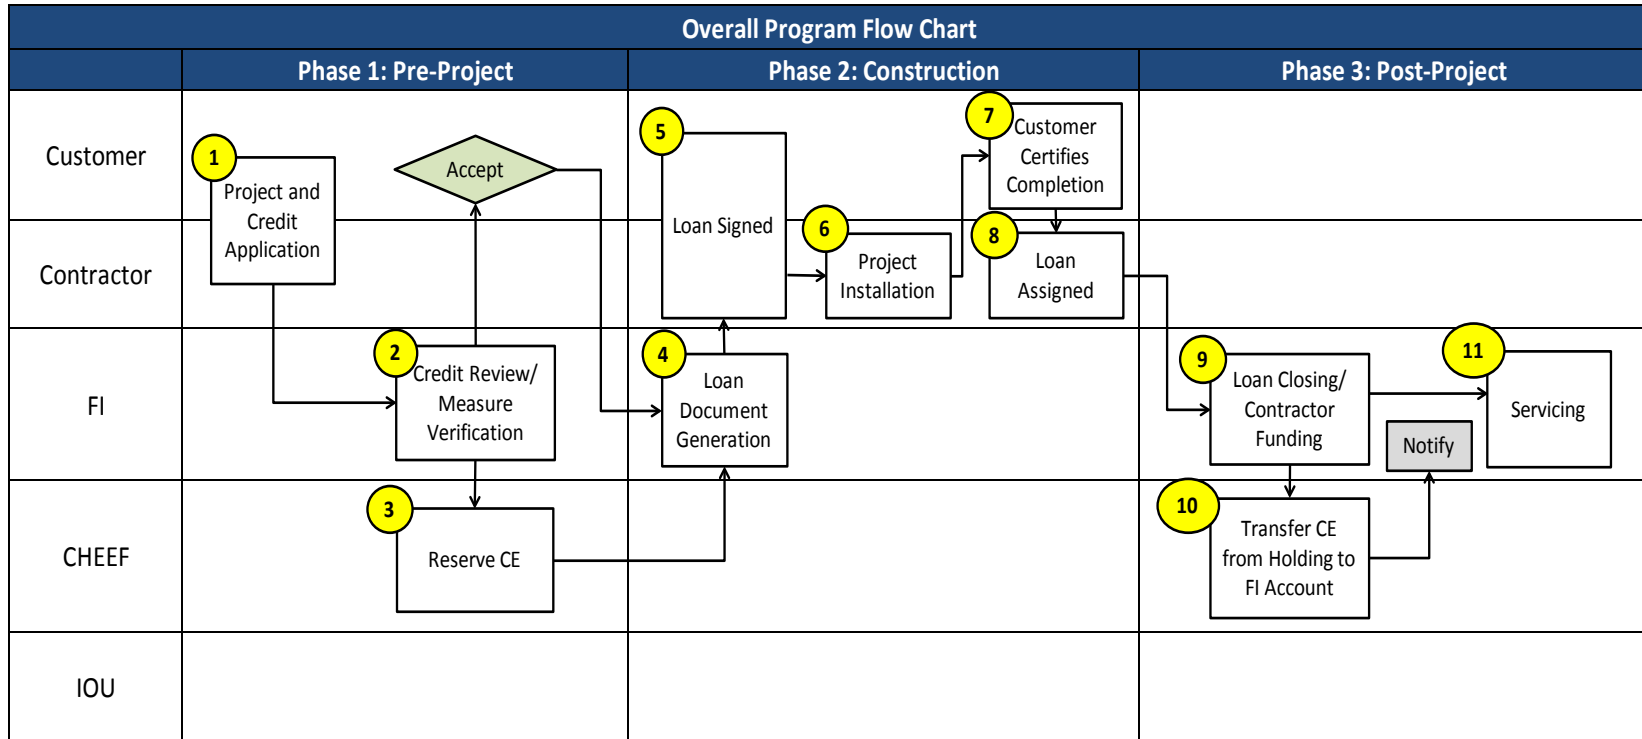 Overall Program Flow Chart
Phase 1: Pre-Project
Phase 2: Construction
Phase 3: Post-Project
Customer
1
Project and
Credit
Application
Accept
5
Loan Signed
7
Customer
Certifies
Completion
Contractor
6
Project
Installation
8
Loan
Assigned
FI
2
Credit Review/
Measure
Verification
4
Loan
Document
Generation
9
Loan Closing/
Contractor
Funding
Notify
11
Servicing
CHEEF
3
Reserve CE
10
Transfer CE
from Holding to
FI Account
IOU